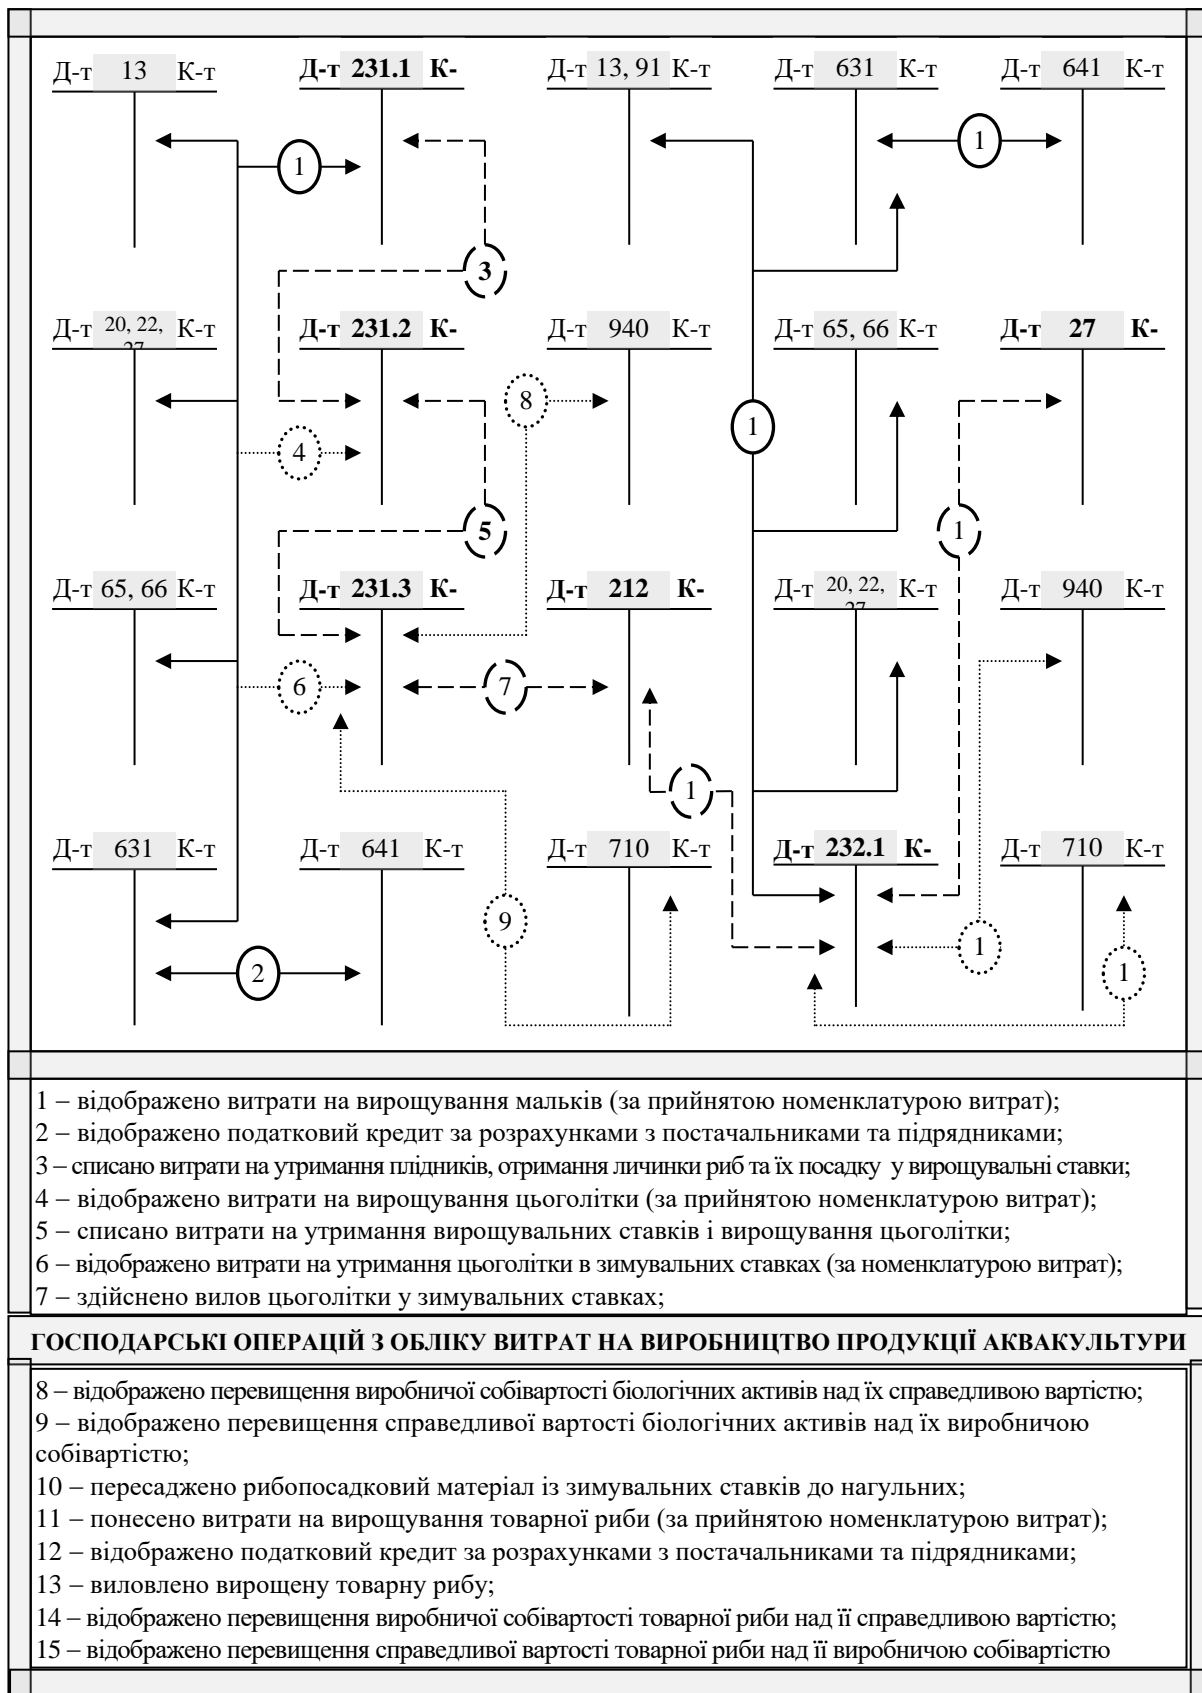 Д-т 13 К-т Д-т 231.1 К- Д-т 13, 91 К-т Д-т 631 К-т Д-т 641 К-т
1
1
3
Д-т 20, 22, 27 К-т Д-т 231.2 К- Д-т 940 К-т Д-т 65, 66 К-т Д-т 27 К-
8
1
4
5
1
Д-т 65, 66 К-т Д-т 231.3 К- Д-т 212 К- Д-т 20, 22, 27 К-т Д-т 940 К-т
6
7
1
Д-т 631 К-т Д-т 641 К-т Д-т 710 К-т Д-т 232.1 К- Д-т 710 К-т
9
1
2
1
1 – відображено витрати на вирощування мальків (за прийнятою номенклатурою витрат);
2 – відображено податковий кредит за розрахунками з постачальниками та підрядниками;
3 – списано витрати на утримання плідників, отримання личинки риб та їх посадку у вирощувальні ставки;
4 – відображено витрати на вирощування цьоголітки (за прийнятою номенклатурою витрат);
5 – списано витрати на утримання вирощувальних ставків і вирощування цьоголітки;
6 – відображено витрати на утримання цьоголітки в зимувальних ставках (за номенклатурою витрат);
7 – здійснено вилов цьоголітки у зимувальних ставках;
ГОСПОДАРСЬКІ ОПЕРАЦІЙ З ОБЛІКУ ВИТРАТ НА ВИРОБНИЦТВО ПРОДУКЦІЇ АКВАКУЛЬТУРИ
8 – відображено перевищення виробничої собівартості біологічних активів над їх справедливою вартістю;
9 – відображено перевищення справедливої вартості біологічних активів над їх виробничою
собівартістю;
10 – пересаджено рибопосадковий матеріал із зимувальних ставків до нагульних;
11 – понесено витрати на вирощування товарної риби (за прийнятою номенклатурою витрат);
12 – відображено податковий кредит за розрахунками з постачальниками та підрядниками;
13 – виловлено вирощену товарну рибу;
14 – відображено перевищення виробничої собівартості товарної риби над її справедливою вартістю;
15 – відображено перевищення справедливої вартості товарної риби над її виробничою собівартістю